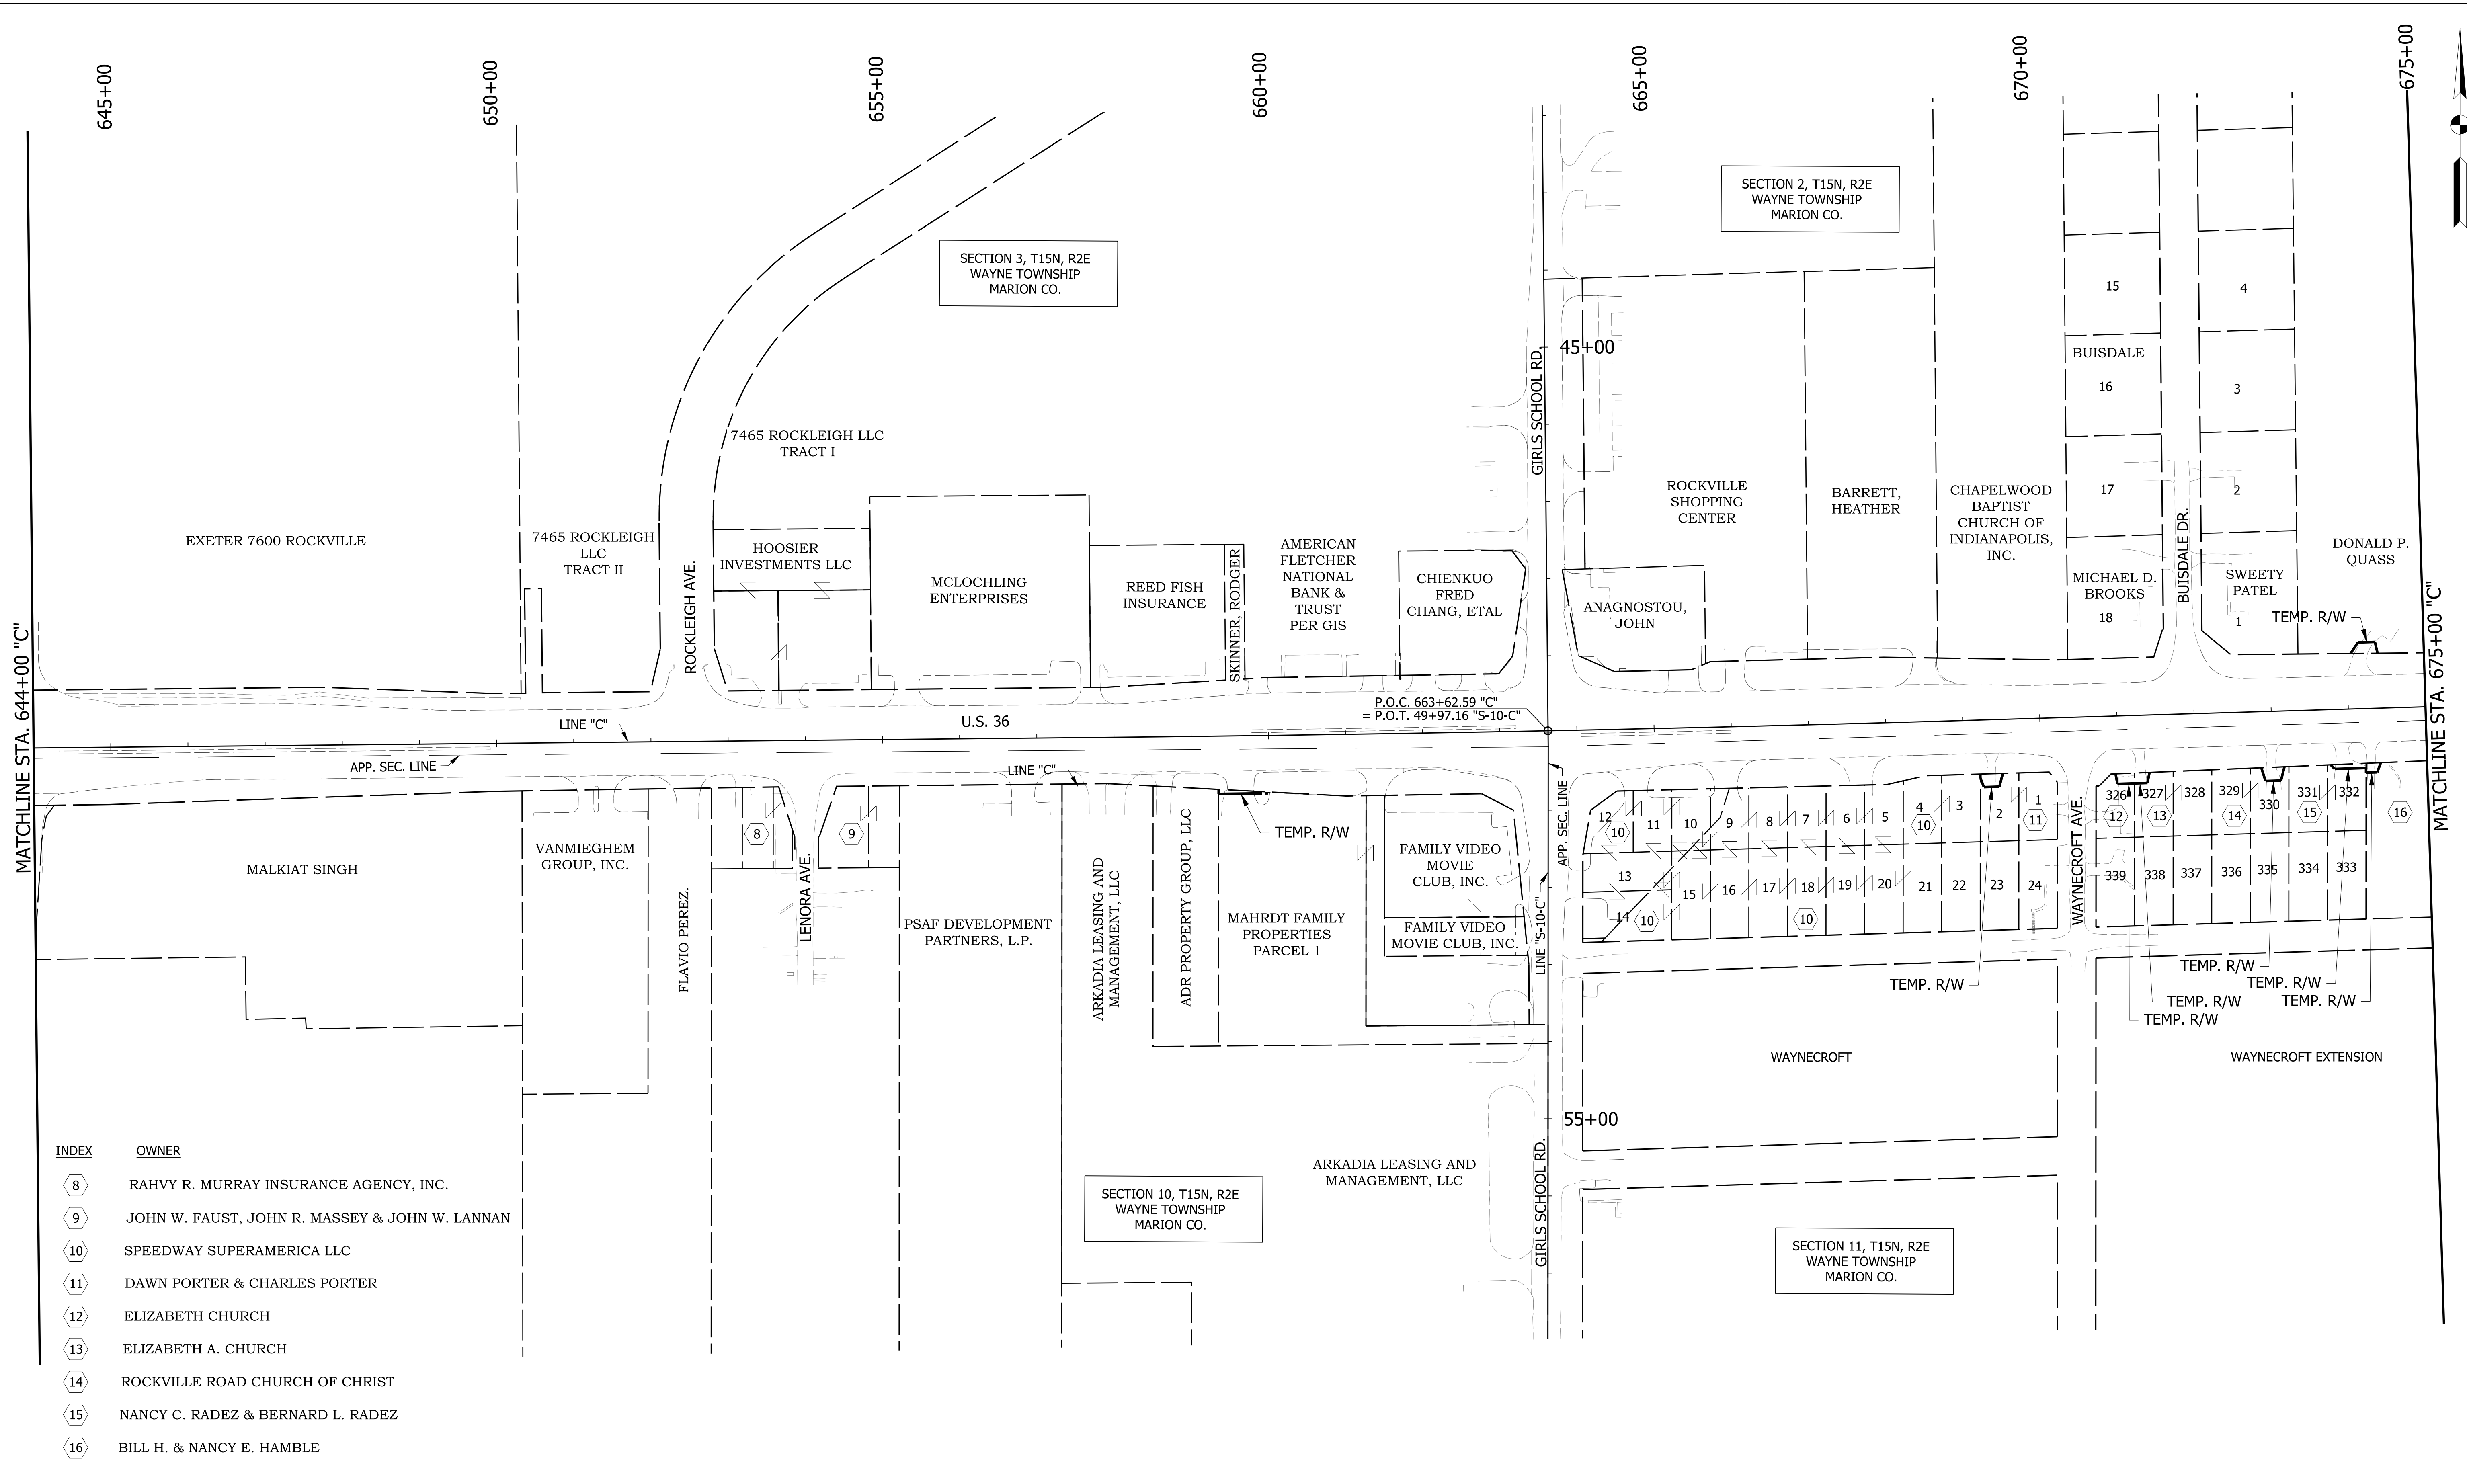 645+00
650+00
655+00
660+00
665+00
670+00
675+00
SECTION 3, T15N, R2E
WAYNE TOWNSHIP
MARION CO.
SECTION 2, T15N, R2E
WAYNE TOWNSHIP
MARION CO.
MATCHLINE STA. 644+00 "C"
EXETER 7600 ROCKVILLE
7465 ROCKLEIGH
LLC
TRACT II
ROCKLEIGH AVE.
7465 ROCKLEIGH LLC
TRACT I
HOOSIER
INVESTMENTS LLC
MCLOCHLING
ENTERPRISES
REED FISH
INSURANCE
SKINNER, RODGER
AMERICAN
FLETCHER
NATIONAL
BANK &
TRUST
PER GIS
CHIENKUO
FRED
CHANG, ETAL
GIRLS SCHOOL RD.
45+00
ANAGNOSTOU,
JOHN
ROCKVILLE
SHOPPING
CENTER
BARRETT,
HEATHER
CHAPELWOOD
BAPTIST
CHURCH OF
INDIANAPOLIS,
INC.
15
BUISDALE
16
17
MICHAEL D.
BROOKS
18
BUISDALE DR.
4
3
2
SWEETY
PATEL
1
DONALD P.
QUASS
TEMP. R/W
MATCHLINE STA. 675+00 "C"
LINE "C"
U.S. 36
P.O.C. 663+62.59 "C"
= P.O.T. 49+97.16 "S-10-C"
APP. SEC. LINE
LINE "C"
MALKIAT SINGH
VANMIEGHEM
GROUP, INC.
FLAVIO PEREZ.
8
LENORA AVE.
9
PSAF DEVELOPMENT
PARTNERS, L.P.
ARKADIA LEASING AND
MANAGEMENT, LLC
ADR PROPERTY GROUP, LLC
TEMP. R/W
MAHRDT FAMILY
PROPERTIES
PARCEL 1
FAMILY VIDEO
MOVIE
CLUB, INC.
FAMILY VIDEO
MOVIE CLUB, INC.
APP. SEC. LINE
LINE "S-10-C"
12
10
11
10
9
8
7
6
5
4
10
3
2
1
11
13
14
10
15
16
17
18
10
19
20
21
22
23
24
WAYNECROFT AVE.
326
12
327
13
328
329
14
330
331
15
332
16
339
338
337
336
335
334
333
TEMP. R/W
TEMP. R/W
TEMP. R/W
TEMP. R/W
TEMP. R/W
TEMP. R/W
WAYNECROFT
WAYNECROFT EXTENSION
55+00
GIRLS SCHOOL RD.
ARKADIA LEASING AND
MANAGEMENT, LLC
SECTION 10, T15N, R2E
WAYNE TOWNSHIP
MARION CO.
SECTION 11, T15N, R2E
WAYNE TOWNSHIP
MARION CO.
INDEX OWNER
8 RAHVY R. MURRAY INSURANCE AGENCY, INC.
9 JOHN W. FAUST, JOHN R. MASSEY & JOHN W. LANNAN
10 SPEEDWAY SUPERAMERICA LLC
11 DAWN PORTER & CHARLES PORTER
12 ELIZABETH CHURCH
13 ELIZABETH A. CHURCH
14 ROCKVILLE ROAD CHURCH OF CHRIST
15 NANCY C. RADEZ & BERNARD L. RADEZ
16 BILL H. & NANCY E. HAMBLE